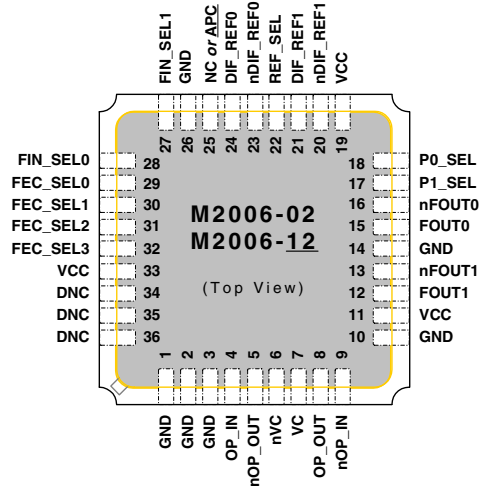 FIN_SEL1
GND
NC or APC
DIF_REF0
nDIF_REF0
REF_SEL
DIF_REF1
nDIF_REF1
VCC
27
26
25
24
23
22
21
20
19
FIN_SEL0 28
FEC_SEL0 29
FEC_SEL1 30
FEC_SEL2 31
FEC_SEL3 32
VCC 33
DNC 34
DNC 35
DNC 36
M2006-02
M2006-12
(Top View)
18 P0_SEL
17 P1_SEL
16 nFOUT0
15 FOUT0
14 GND
13 nFOUT1
12 FOUT1
11 VCC
10 GND
1
2
3
4
5
6
7
8
9
GND
GND
GND
OP_IN
nOP_OUT
nVC
VC
OP_OUT
nOP_IN